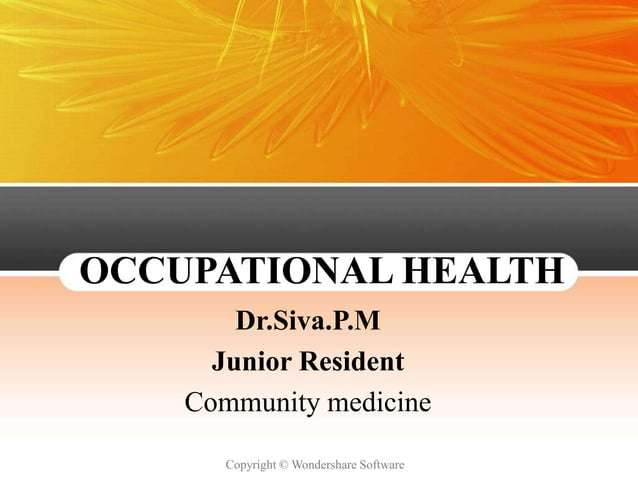 OCCUPATIONAL HEALTH
Dr.Siva.P.M
Junior Resident
Community medicine
Copyright © Wondershare Software